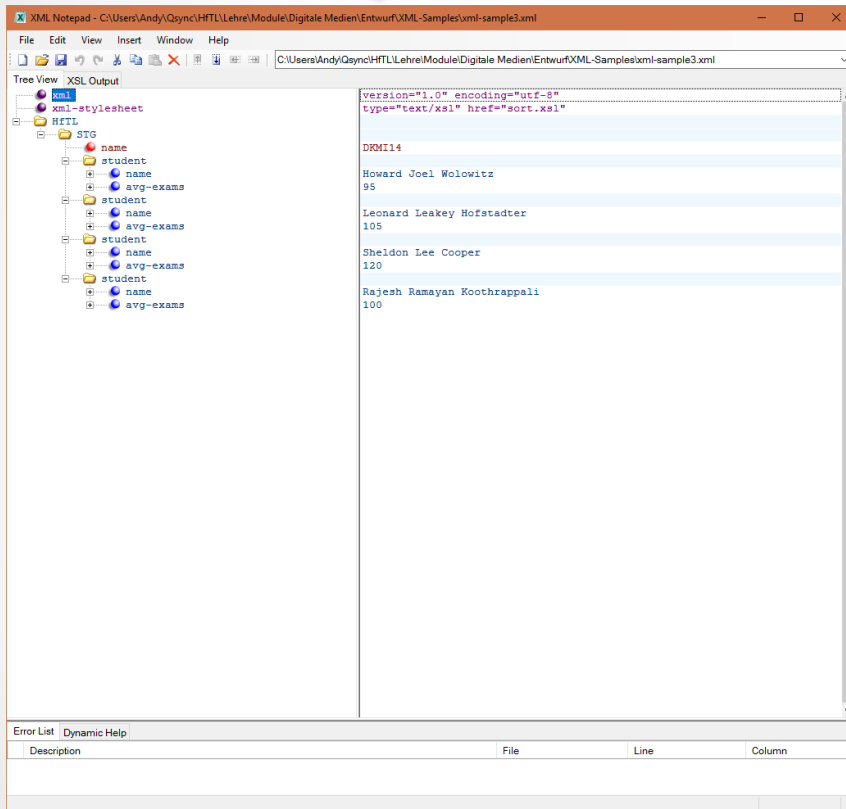 XML Notepad - C:\Users\Andy\Qsync\HfTL\Lehre\Module\Digitale Medien\Entwurf\XML-Samples\xml-sample3.xml
File Edit View Insert Window Help
C:\Users\Andy\Qsync\HfTL\Lehre\Module\Digitale Medien\Entwurf\XML-Samples\xml-sample3.xml
Tree View XSL Output
xml version="1.0" encoding="utf-8"
xml-stylesheet type="text/xsl" href="sort.xsl"
HfTL
STG
name DKMI14
student
name Howard Joel Wolowitz
avg-exams 95
student
name Leonard Leakey Hofstadter
avg-exams 105
student
name Sheldon Lee Cooper
avg-exams 120
student
name Rajesh Ramayan Koothrappali
avg-exams 100
Error List Dynamic Help
Description File Line Column